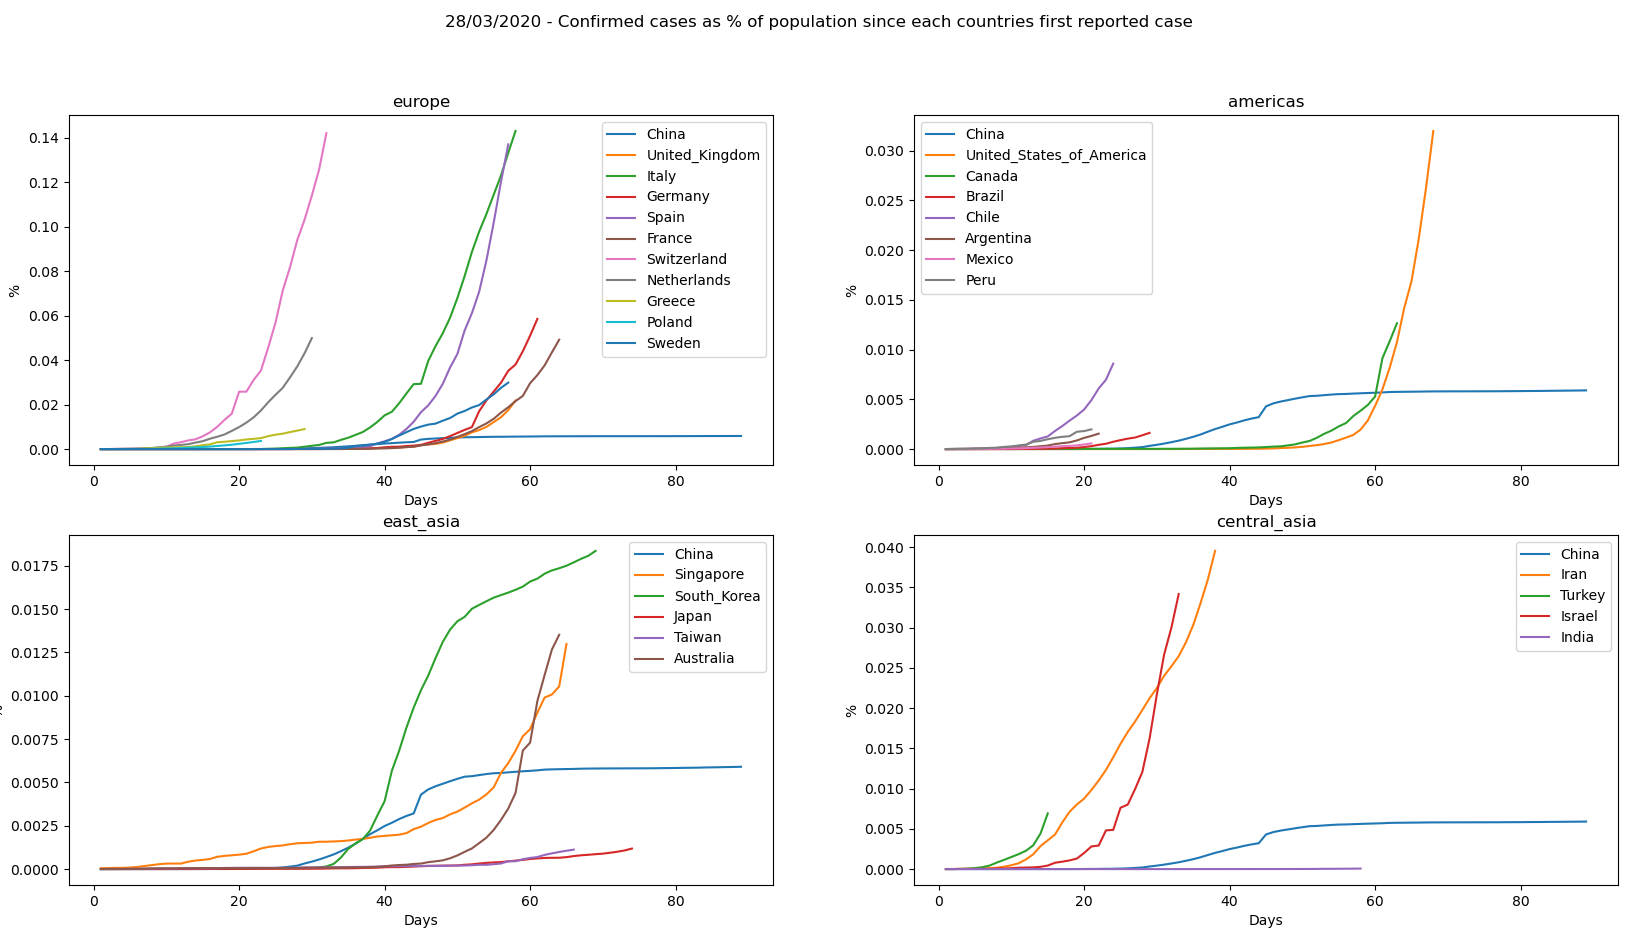 28/03/2020 - Confirmed cases as % of population since each countries first reported case
europe
0.14
0.12
0.10
0.08
0.06
0.04
0.02
0.00
%
0 20 40 60 80
Days
China
United_Kingdom
Italy
Germany
Spain
France
Switzerland
Netherlands
Greece
Poland
Sweden
americas
0.030
0.025
0.020
0.015
0.010
0.005
0.000
%
0 20 40 60 80
Days
China
United_States_of_America
Canada
Brazil
Chile
Argentina
Mexico
Peru
east_asia
0.0175
0.0150
0.0125
0.0100
0.0075
0.0050
0.0025
0.0000
%
0 20 40 60 80
Days
China
Singapore
South_Korea
Japan
Taiwan
Australia
central_asia
0.040
0.035
0.030
0.025
0.020
0.015
0.010
0.005
0.000
%
0 20 40 60 80
Days
China
Iran
Turkey
Israel
India